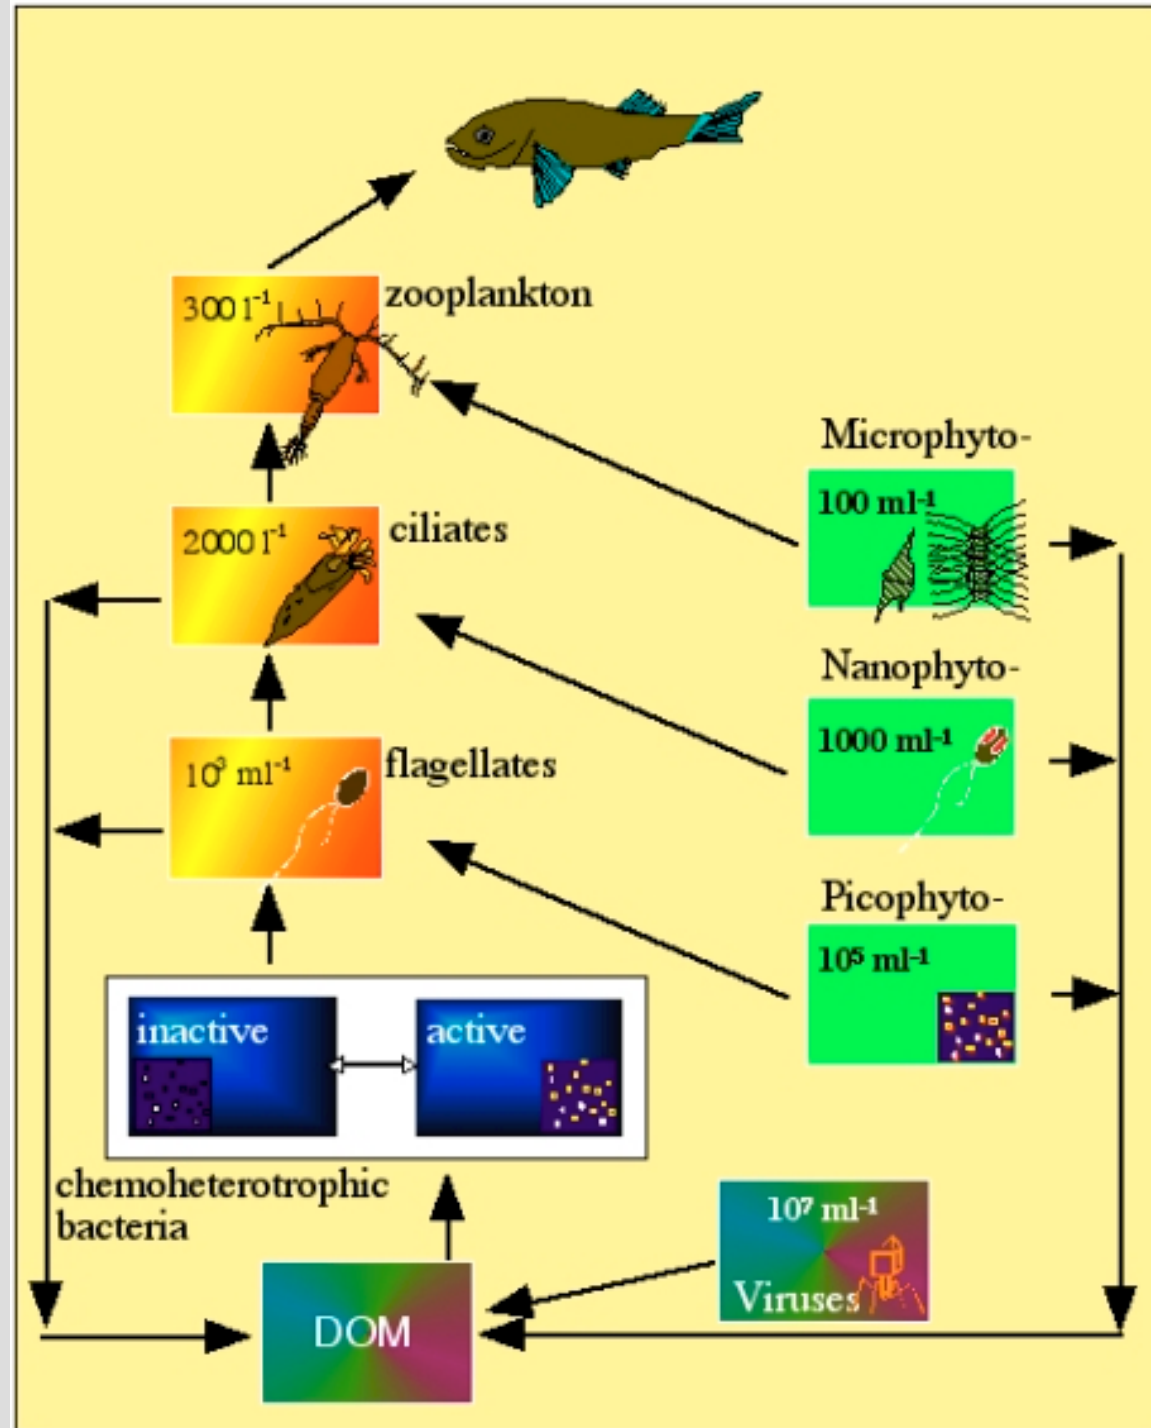 300 l⁻¹
zooplankton
Microphyto-
100 ml⁻¹
2000 l⁻¹
ciliates
Nanophyto-
1000 ml⁻¹
10³ ml⁻¹
flagellates
Picophyto-
10⁵ ml⁻¹
inactive
active
chemoheterotrophic
bacteria
10⁷ ml⁻¹
Viruses
DOM